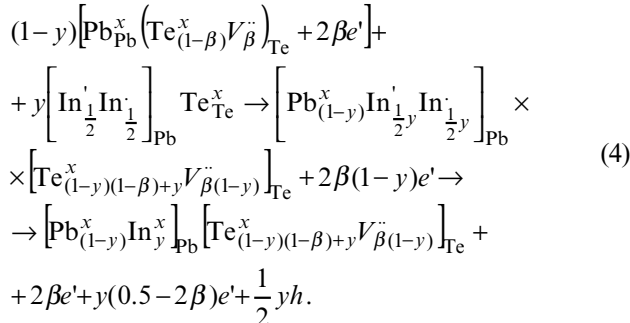 (1−y)[Pb^x_Pb(Te^x_(1−β)V^¨_β)_Te + 2βe']+
+ y[In'_(1/2)In^·_(1/2)]_Pb Te^x_Te → [Pb^x_(1−y)In'_(1/2 y)In^·_(1/2 y)]_Pb ×
× [Te^x_(1−y)(1−β)+y V^¨_β(1−y)]_Te + 2β(1−y)e' → (4)
→ [Pb^x_(1−y)In^x_y]_Pb [Te^x_(1−y)(1−β)+y V^¨_β(1−y)]_Te +
+ 2βe'+ y(0.5−2β)e'+ 1/2 yh.